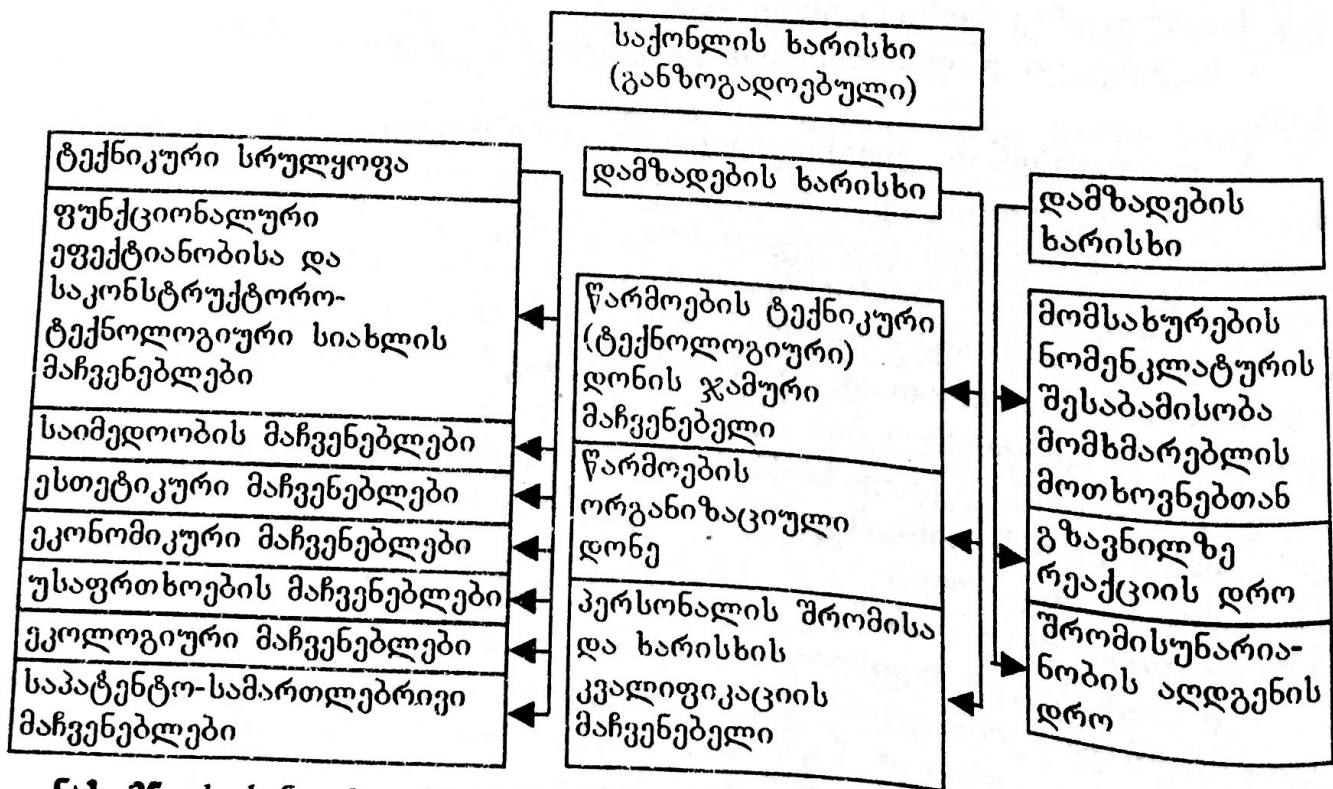 საქონლის ხარისხი
(განზოგადოებული)
ტექნიკური სრულყოფა
ფუნქციონალური
ეფექტიანობისა და
საკონსტრუქტორო-
ტექნოლოგიური სიახლის
მაჩვენებლები
საიმედოობის მაჩვენებლები
ესთეტიკური მაჩვენებლები
ეკონომიკური მაჩვენებლები
უსაფრთხოების მაჩვენებლები
ეკოლოგიური მაჩვენებლები
საპატენტო-სამართლებრივი
მაჩვენებლები
დამზადების ხარისხი
წარმოების ტექნიკური
(ტექნოლოგიური)
დონის ჯამური
მაჩვენებელი
წარმოების
ორგანიზაციული
დონე
პერსონალის შრომისა
და ხარისხის
კვალიფიკაციის
მაჩვენებელი
დამზადების
ხარისხი
მომსახურების
ნომენკლატურის
შესაბამისობა
მომხმარებლის
მოთხოვნებთან
გზავნილზე
რეაქციის დრო
შრომისუნარია-
ნობის აღდგენის
დრო